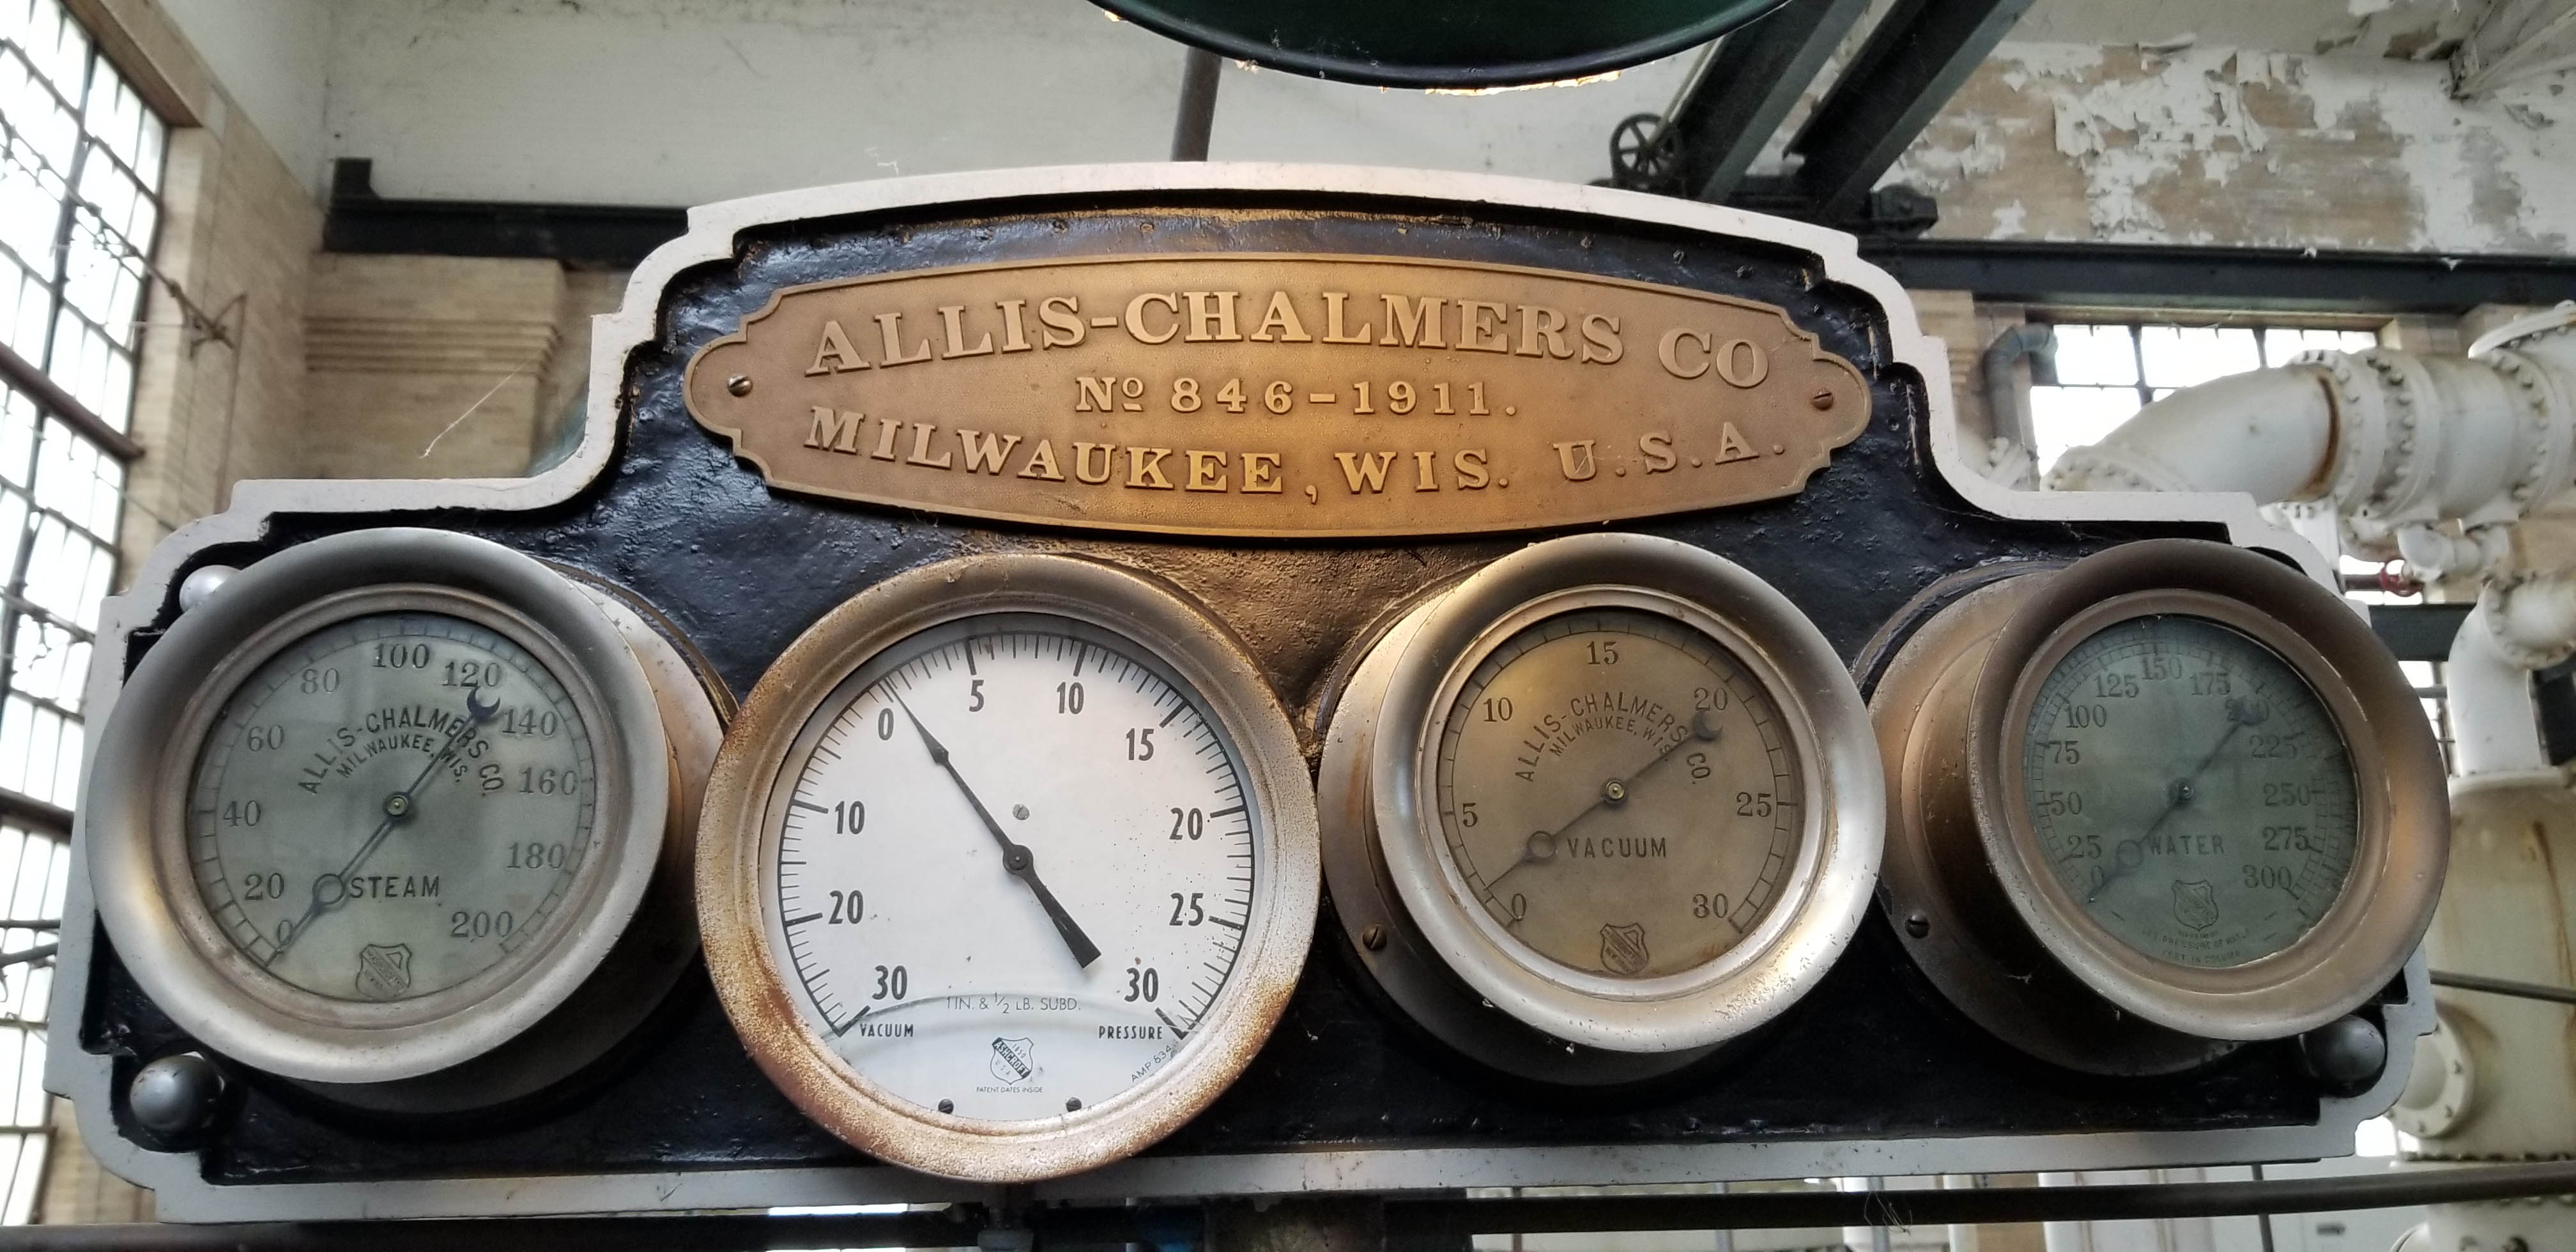 ALLIS-CHALMERS CO
Nº 846-1911.
MILWAUKEE, WIS. U.S.A.
0 20 40 60 80 100 120 140 160 180 200
ALLIS-CHALMERS CO.
MILWAUKEE, WIS.
STEAM
30 20 10 0 5 10 15 20 25 30
1 IN. & 1/2 LB. SUBD.
VACUUM PRESSURE
1850
ASHCROFT
U.S.A.
PATENT DATES INSIDE
0 5 10 15 20 25 30
ALLIS-CHALMERS CO.
MILWAUKEE, WIS.
VACUUM
0 25 50 75 100 125 150 175 200 225 250 275 300
WATER